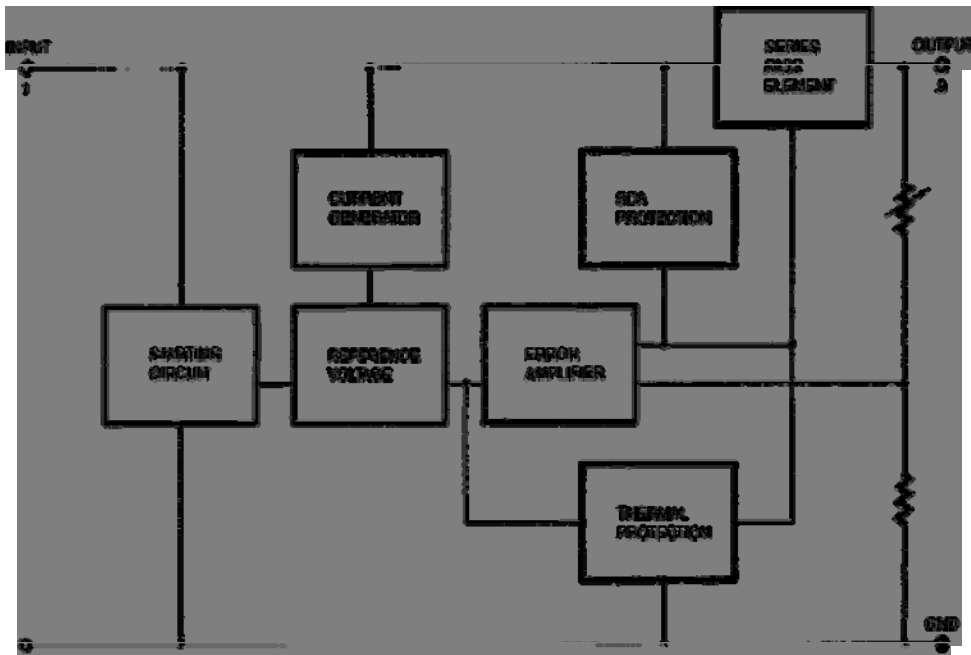 INPUT
1
SERIES
PASS
ELEMENT
OUTPUT
CURRENT
GENERATOR
SOA
PROTECTION
STARTING
CIRCUIT
REFERENCE
VOLTAGE
ERROR
AMPLIFIER
THERMAL
PROTECTION
GND